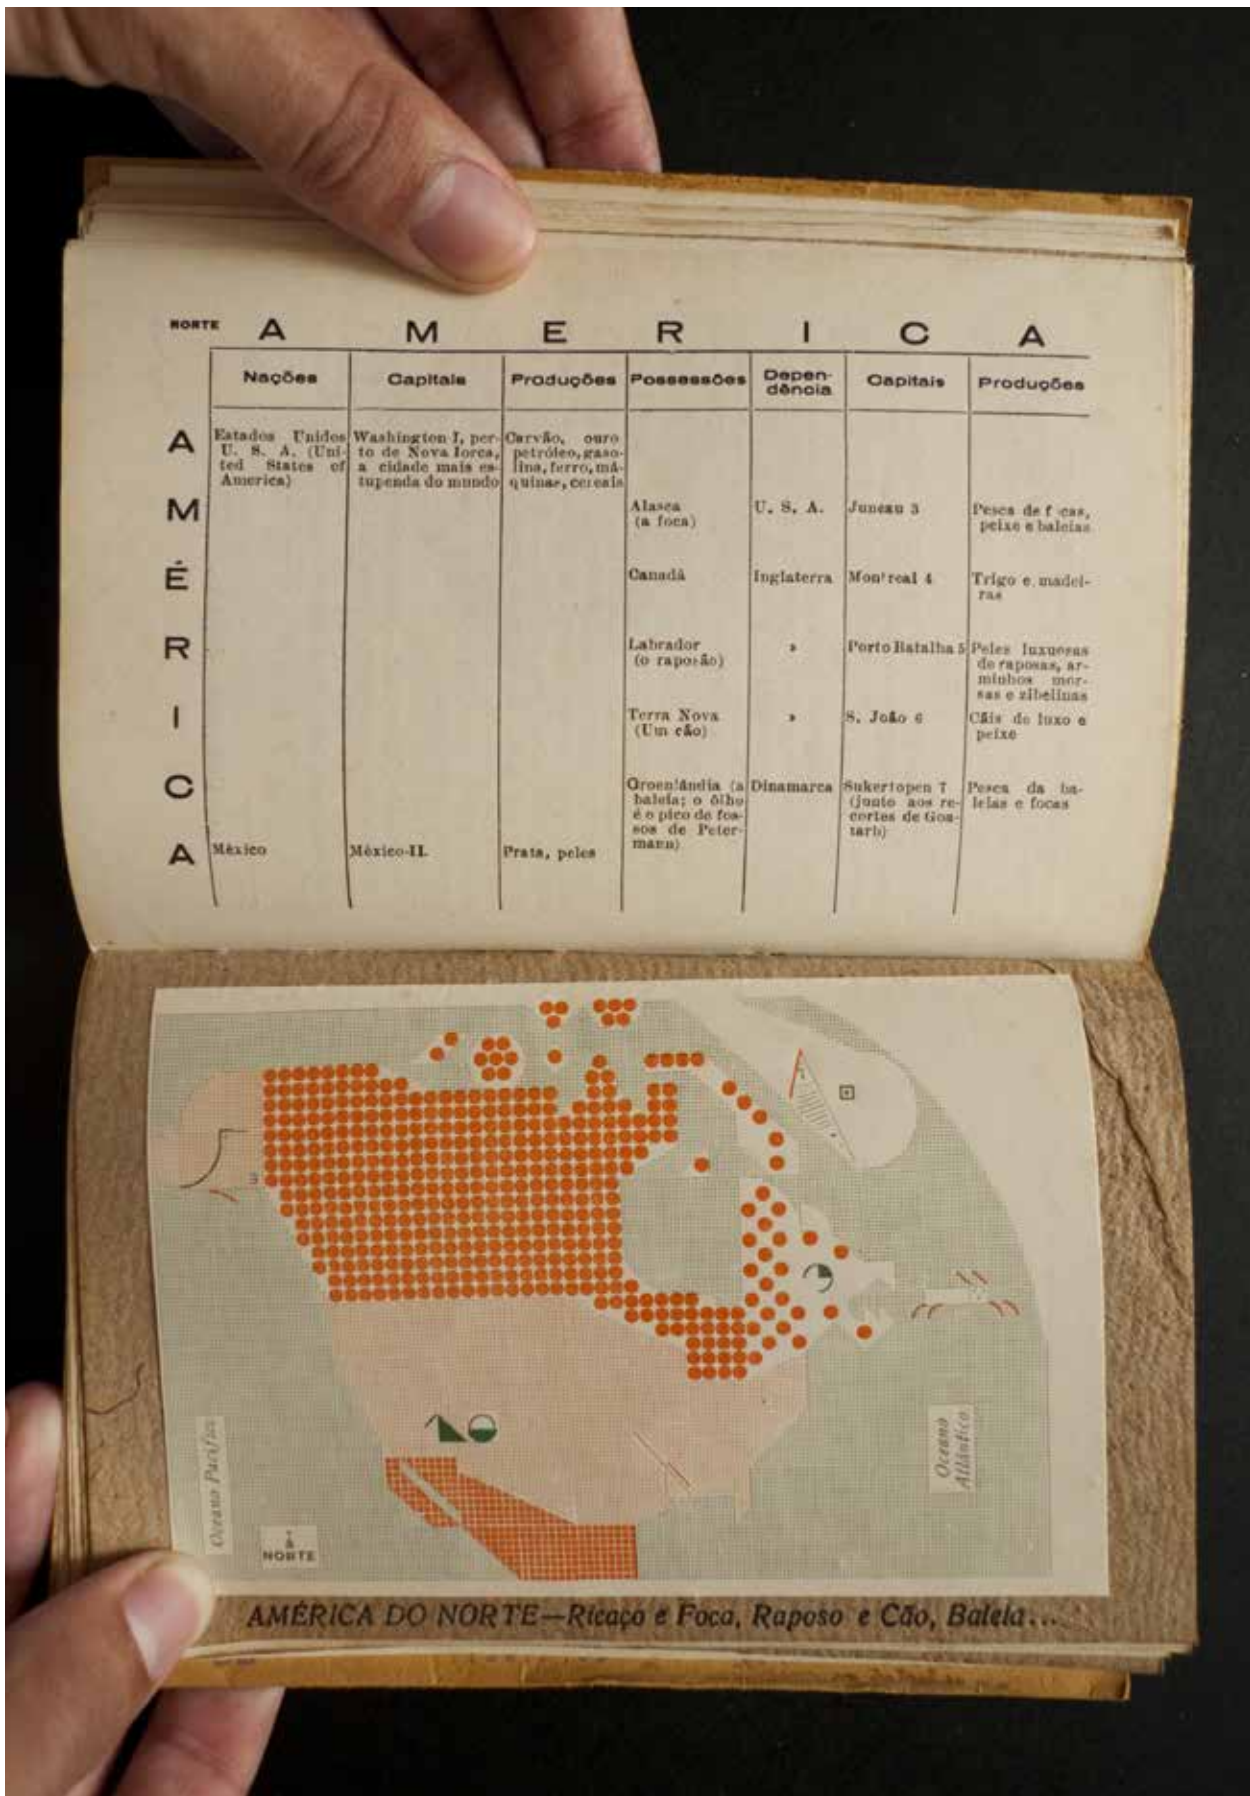 NORTE A M E R I C A
Nações Capitais Produções Possessões Depen-
dência Capitais Produções
A
M
É
R
I
C
A
Estados Unidos
U. S. A. (Uni-
ted States of
America)
Washington-I, per-
to de Nova Iorca,
a cidade mais es-
tupenda do mundo
Carvão, ouro
petróleo, gaso-
lina, ferro, má-
quinas, cereais
Alasca
(a foca)
U. S. A.
Juneau 3
Pesca de f cas,
peixe e baleias
Canadá
Inglaterra
Mon'real 4
Trigo e madei-
ras
Labrador
(o raposão)
»
Porto Batalha 5
Peles luxuosas
de raposas, ar-
minhos mor-
sas e zibelinas
Terra Nova
(Um cão)
»
S. João 6
Cãis de luxo e
peixe
Groenlândia (a
baleia; o ôlho
é o pico de fos-
sos de Peter-
mann)
Dinamarca
Sukertopen 7
(junto aos re-
cortes de Goa-
tarb)
Pesca da ba-
leias e focas
México
México-II.
Prata, peles
3
Oceano Pacífico
Oceano
Atlântico
NORTE
AMÉRICA DO NORTE—Ricaço e Foca, Raposo e Cão, Baleia...